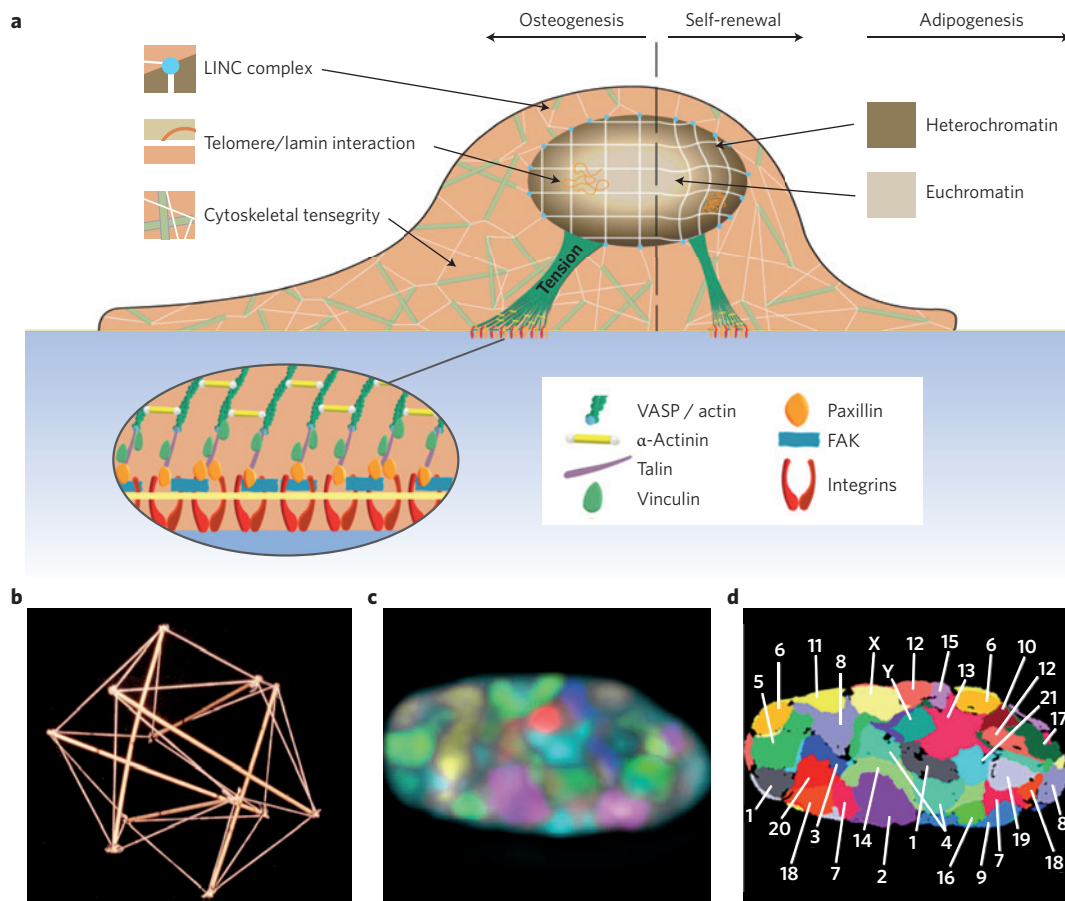 a
Osteogenesis
Self-renewal
Adipogenesis
LINC complex
Telomere/lamin interaction
Cytoskeletal tensegrity
Heterochromatin
Euchromatin
Tension
VASP / actin
α-Actinin
Talin
Vinculin
Paxillin
FAK
Integrins
b
c
d
6
11
8
X
Y
12
15
13
6
10
12
21
17
5
1
20
3
18
7
14
2
1
4
16
9
7
19
18
8